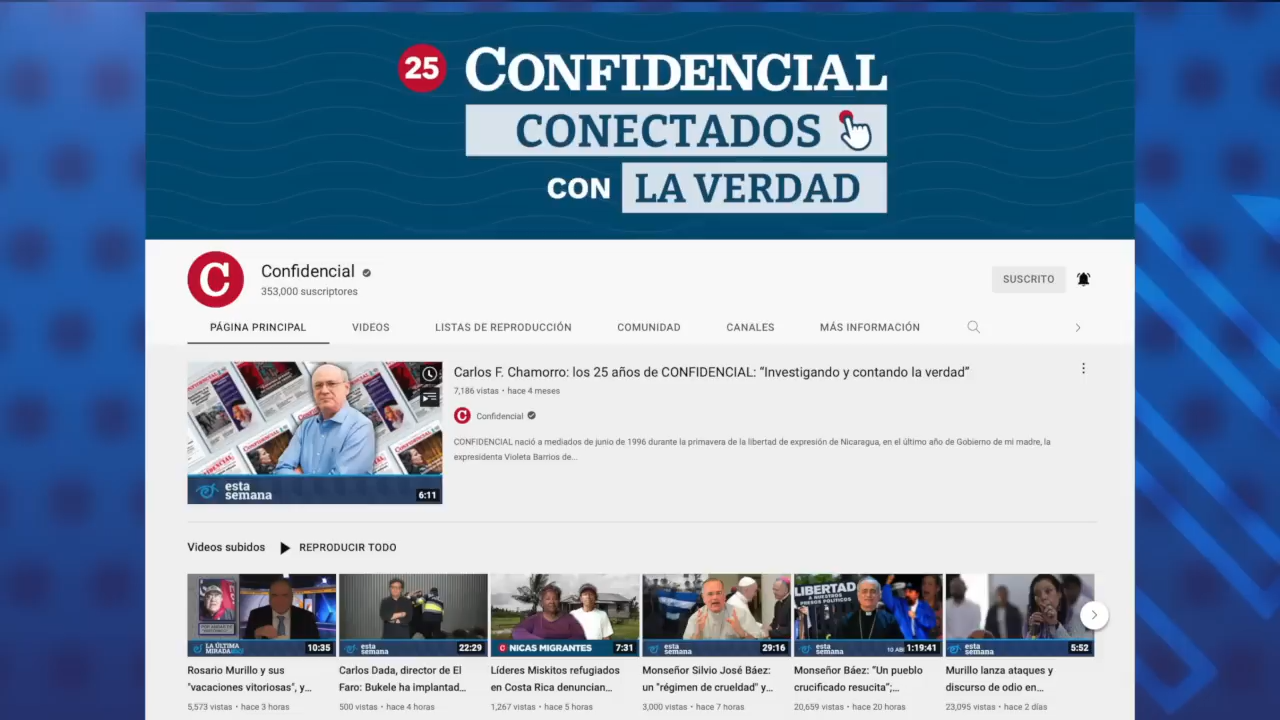 25 CONFIDENCIAL
CONECTADOS
CON LA VERDAD
C
Confidencial
353,000 suscriptores
SUSCRITO
PÁGINA PRINCIPAL VIDEOS LISTAS DE REPRODUCCIÓN COMUNIDAD CANALES MÁS INFORMACIÓN
Carlos F. Chamorro: los 25 años de CONFIDENCIAL: “Investigando y contando la verdad”
7,186 vistas • hace 4 meses
C Confidencial
CONFIDENCIAL nació a mediados de junio de 1996 durante la primavera de la libertad de expresión de Nicaragua, en el último año de Gobierno de mi madre, la
expresidenta Violeta Barrios de...
esta
semana
6:11
Videos subidos REPRODUCIR TODO
LA ÚLTIMA
MIRADA
10:35
esta
semana
22:29
C NICAS MIGRANTES 7:31
esta
semana
29:16
LIBERTAD
A NUESTROS
PRESOS POLÍTICOS
esta
semana
10 ABR
1:19:41
esta
semana
5:52
Rosario Murillo y sus
"vacaciones vitoriosas", y...
5,573 vistas • hace 3 horas
Carlos Dada, director de El
Faro: Bukele ha implantad...
500 vistas • hace 4 horas
Líderes Miskitos refugiados
en Costa Rica denuncian...
1,267 vistas • hace 5 horas
Monseñor Silvio José Báez:
un "régimen de crueldad" y...
3,000 vistas • hace 7 horas
Monseñor Báez: “Un pueblo
crucificado resucita”;...
20,659 vistas • hace 20 horas
Murillo lanza ataques y
discurso de odio en...
23,095 vistas • hace 2 días